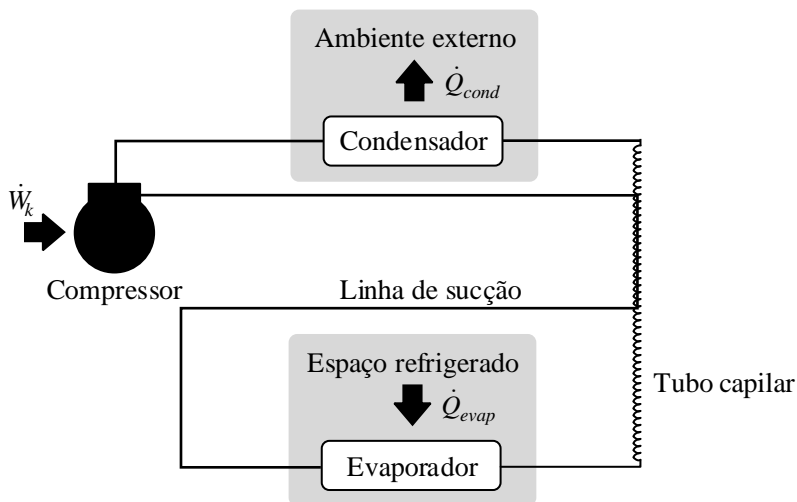 Ambiente externo
Q̇cond
Condensador
Ẇk
Compressor
Linha de sucção
Espaço refrigerado
Tubo capilar
Q̇evap
Evaporador